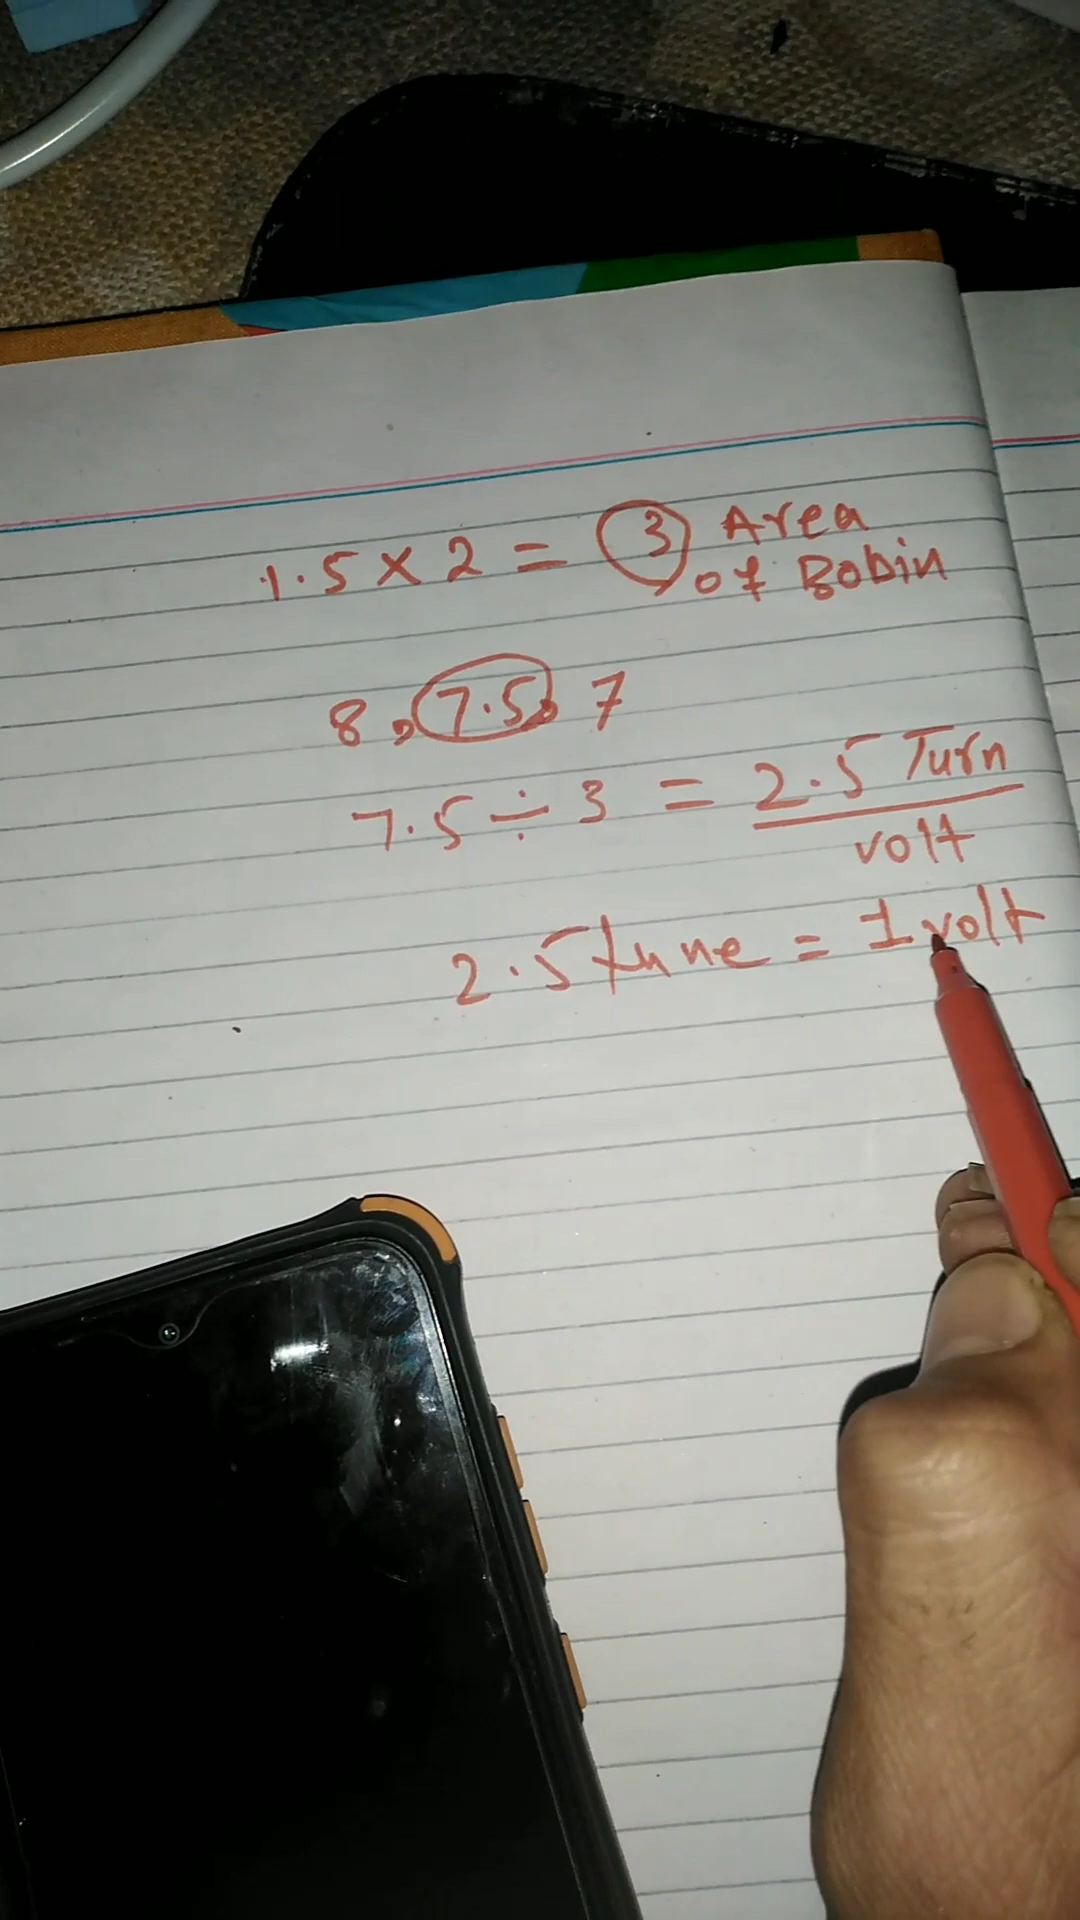 1.5 × 2 = 3 Area
of Bobin
8, 7.5, 7
7.5 ÷ 3 = 2.5 Turn
volt
2.5 tune = 1 volt